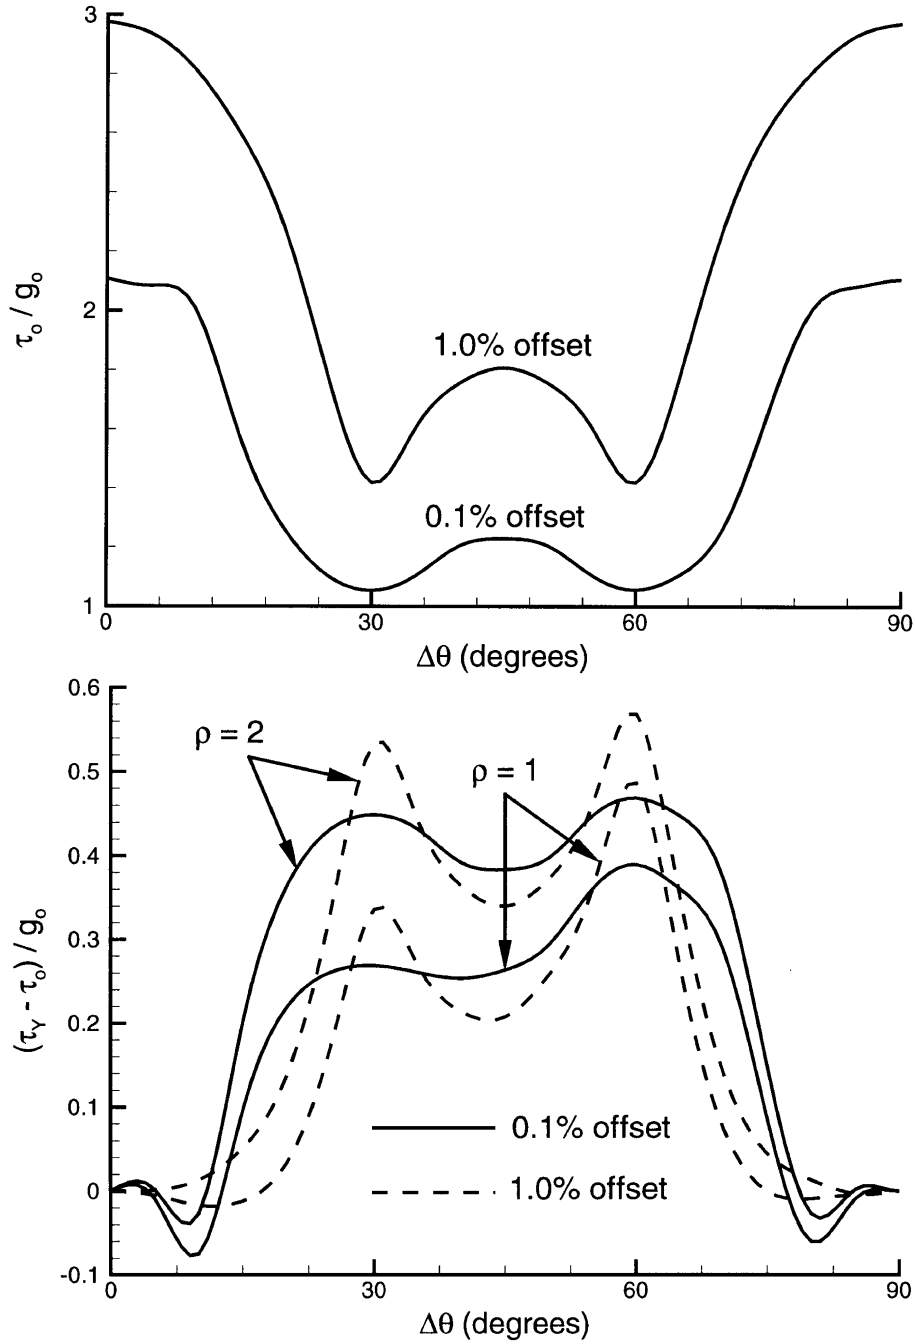 3
2
1
τₒ / gₒ
1.0% offset
0.1% offset
0
30
60
90
Δθ (degrees)
0.6
0.5
0.4
0.3
0.2
0.1
0
-0.1
(τᵧ - τₒ) / gₒ
ρ = 2
ρ = 1
0.1% offset
1.0% offset
0
30
60
90
Δθ (degrees)